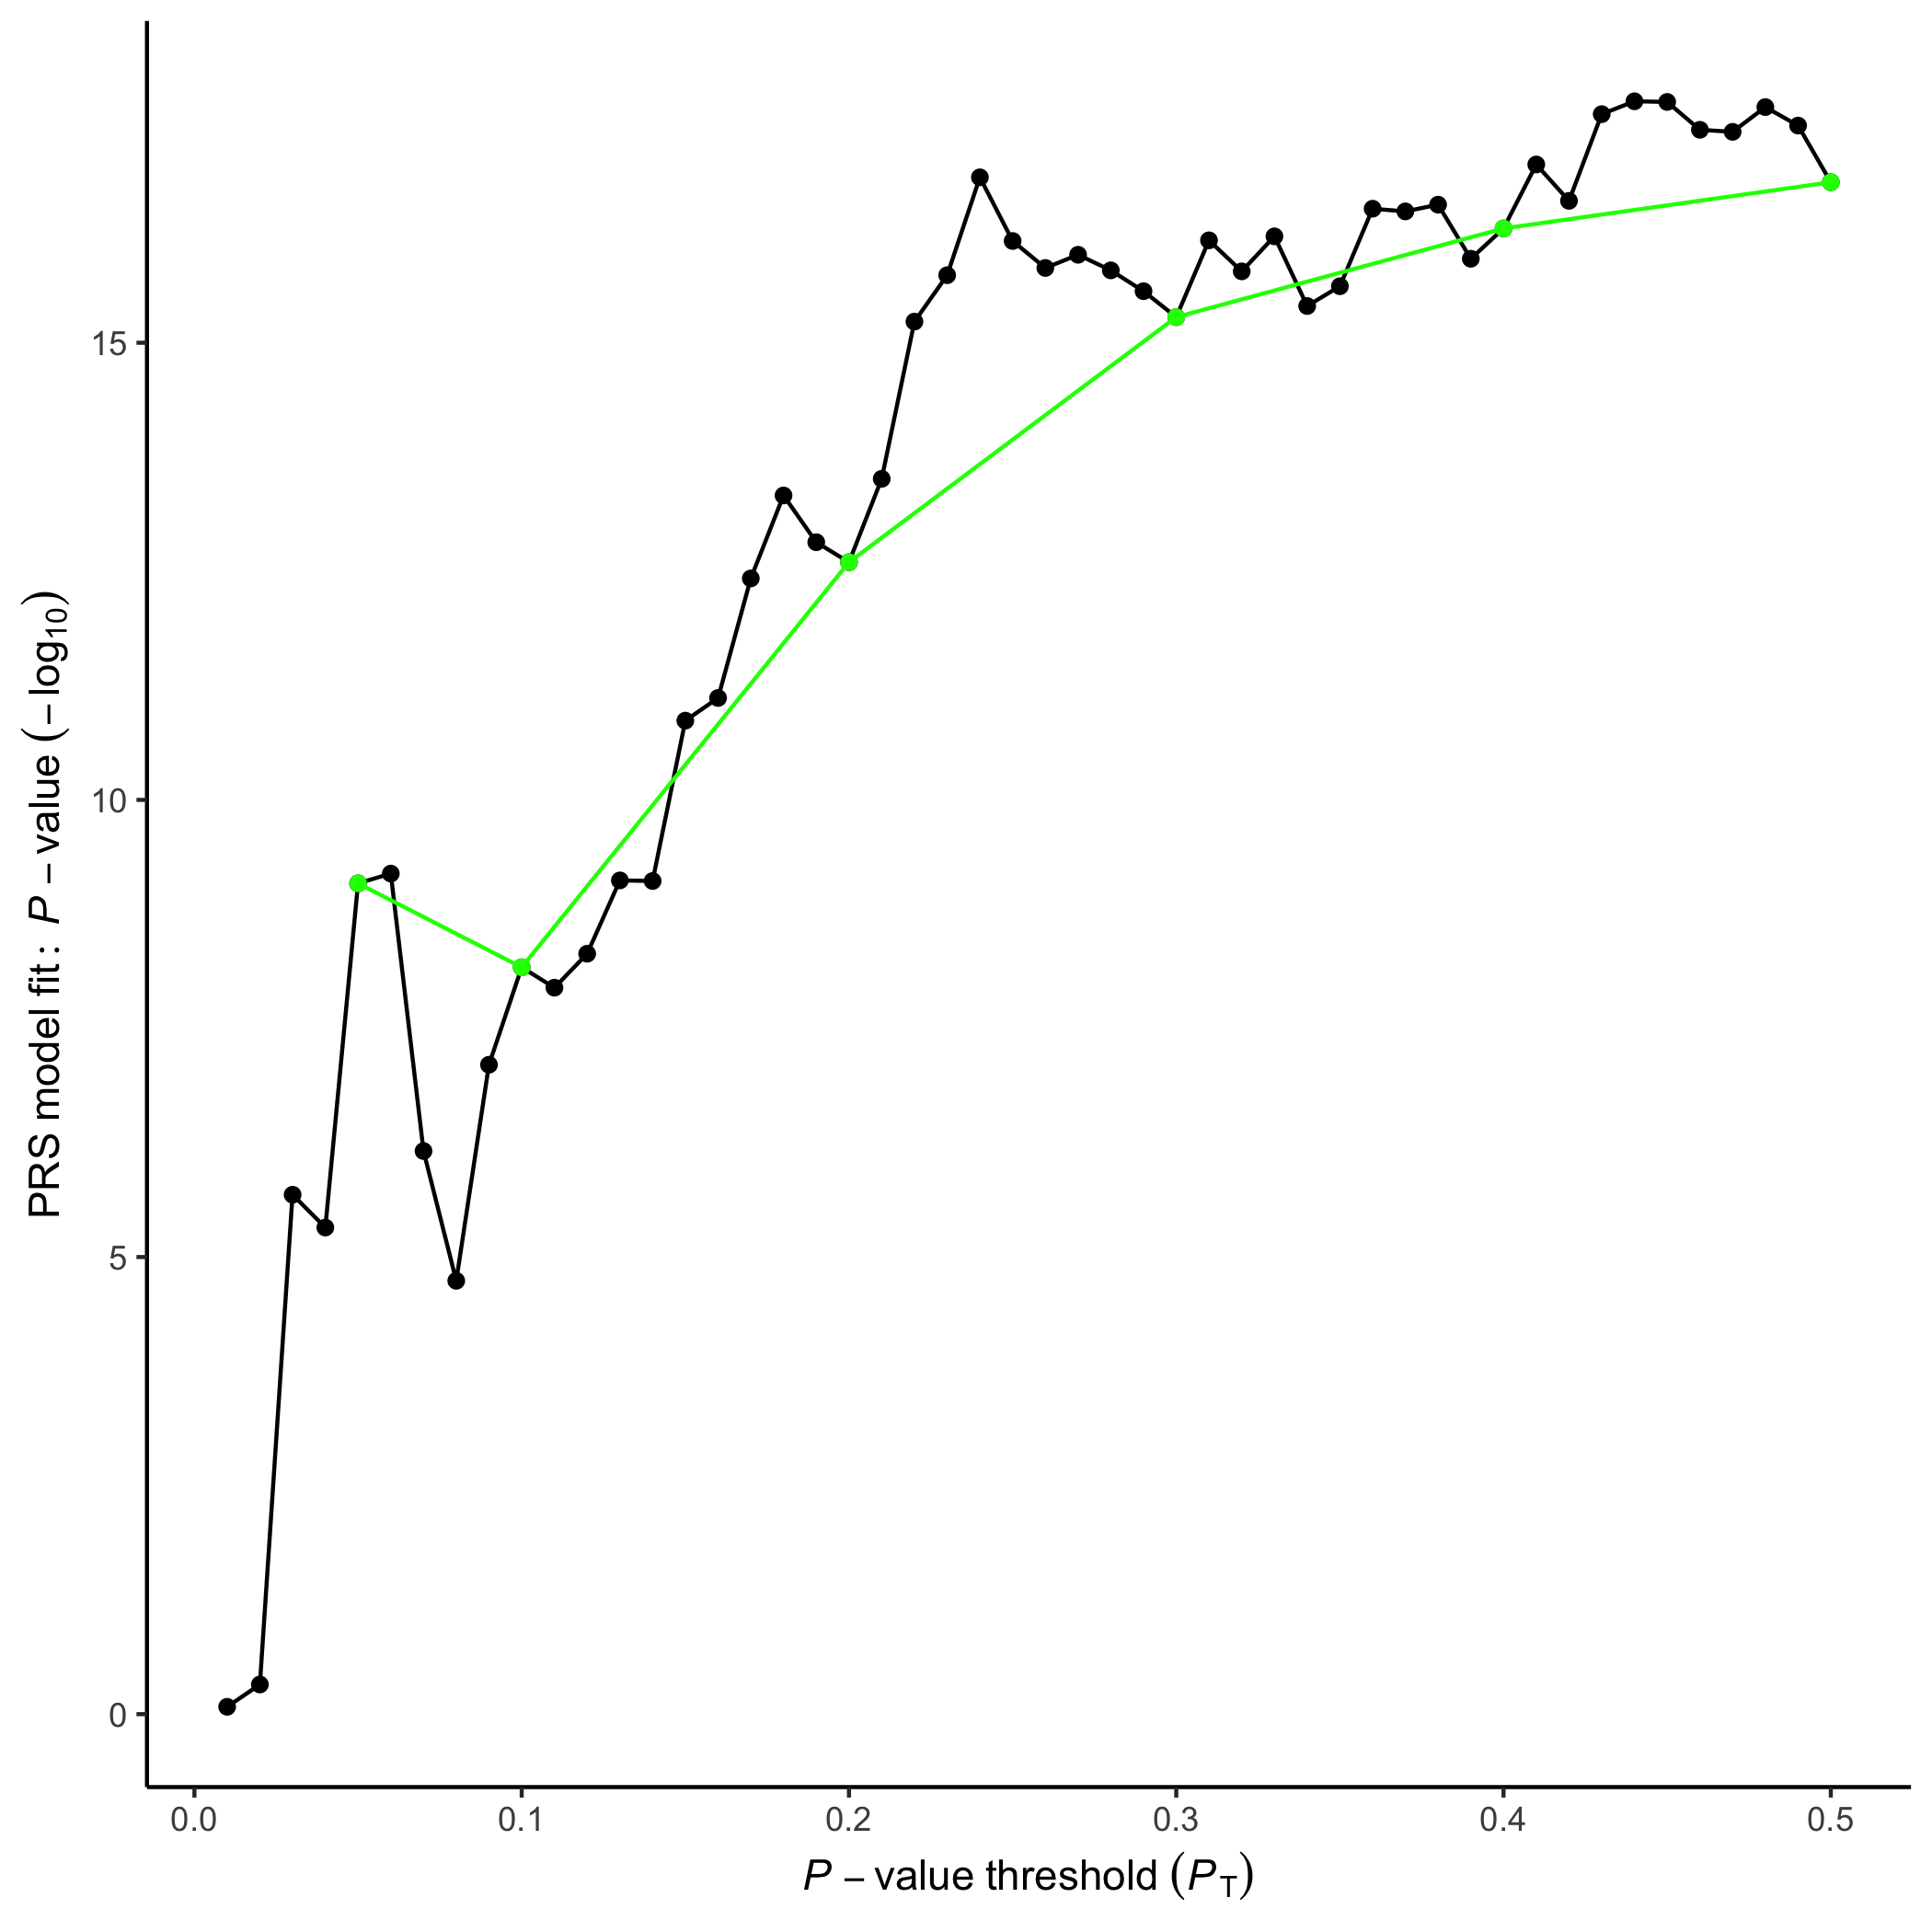 PRS model fit: P – value (– log10)
15
10
5
0
0.0 0.1 0.2 0.3 0.4 0.5
P – value threshold (PT)